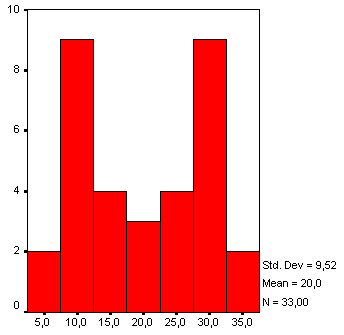 10
8
6
4
2
0
5,0 10,0 15,0 20,0 25,0 30,0 35,0
Std. Dev = 9,52
Mean = 20,0
N = 33,00